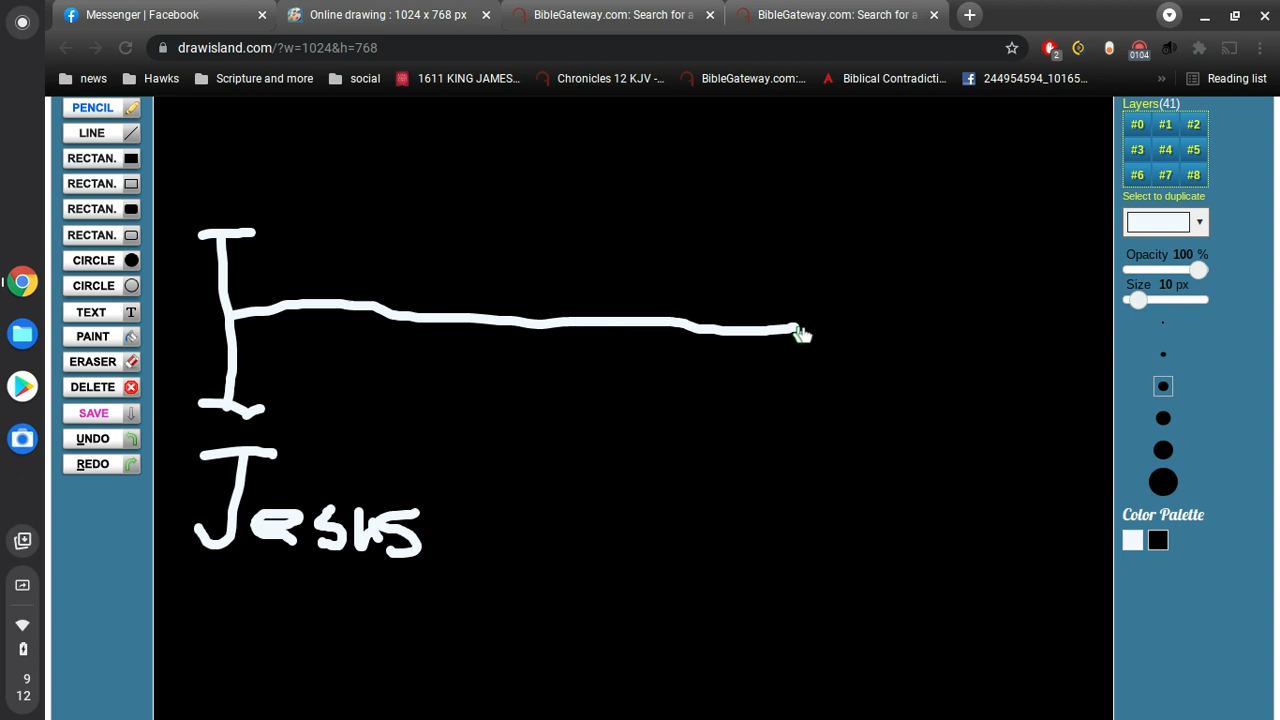 Messenger | Facebook
Online drawing : 1024 x 768 px
BibleGateway.com: Search for a
BibleGateway.com: Search for a
drawisland.com/?w=1024&h=768
2
0104
news
Hawks
Scripture and more
social
1611 KING JAMES...
Chronicles 12 KJV -...
BibleGateway.com:...
Biblical Contradicti...
244954594_10165...
»
Reading list
PENCIL
LINE
RECTAN.
RECTAN.
RECTAN.
RECTAN.
CIRCLE
CIRCLE
TEXT T
PAINT
ERASER
DELETE
SAVE
UNDO
REDO
Layers(41)
#0 #1 #2
#3 #4 #5
#6 #7 #8
Select to duplicate
Opacity 100 %
Size 10 px
Color Palette
Jesus
9
12